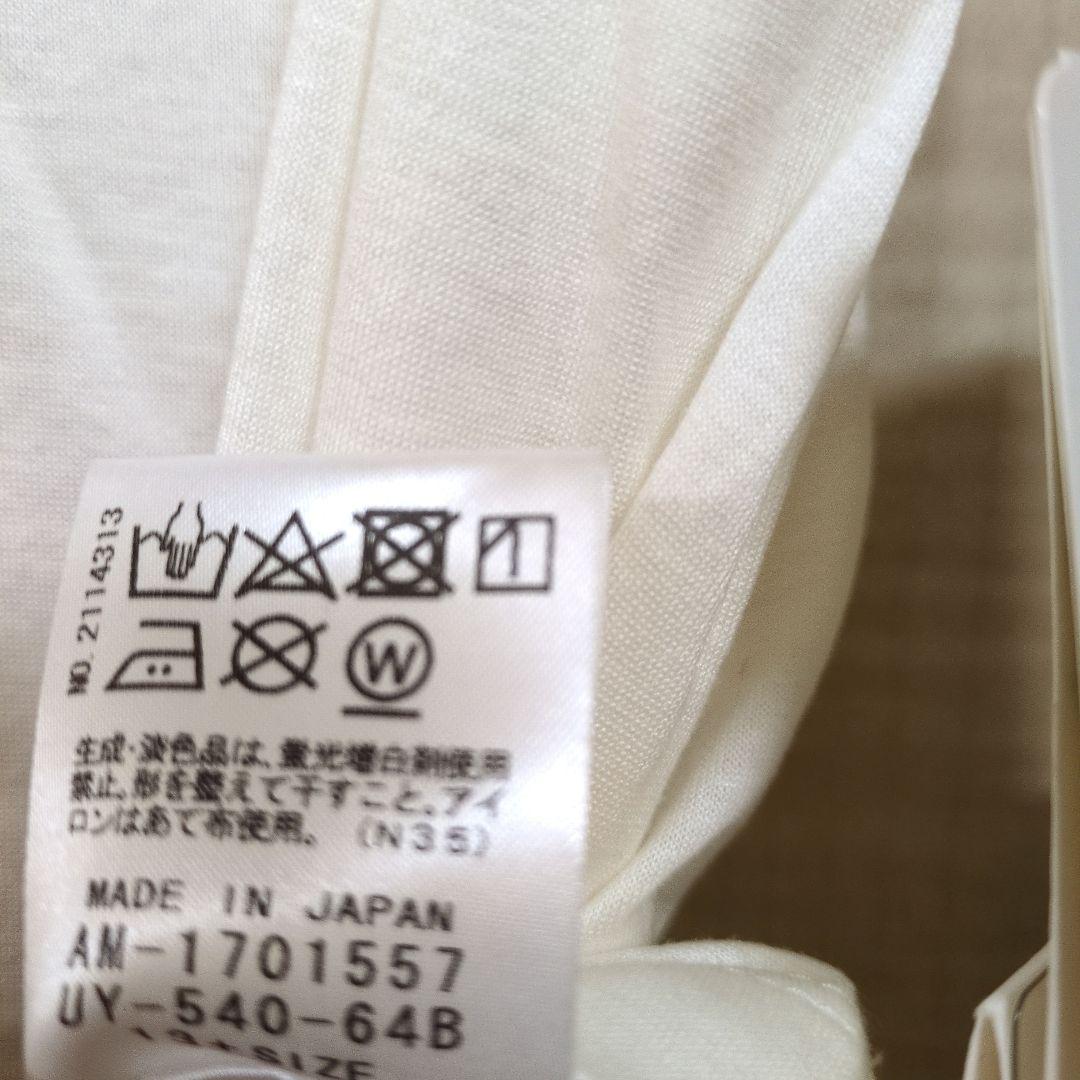 NO. 2114313
W
生成・淡色品は、蛍光増白剤使用
禁止。形を整えて干すこと。アイ
ロンはあて布使用。 (N35)
MADE IN JAPAN
AM-1701557
UY-540-64B
SIZE